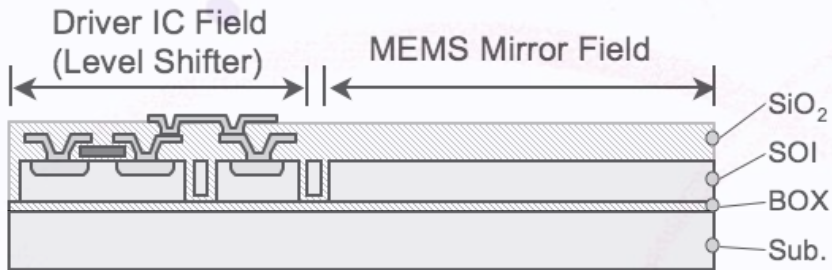 Driver IC Field
(Level Shifter)
MEMS Mirror Field
SiO₂
SOI
BOX
Sub.